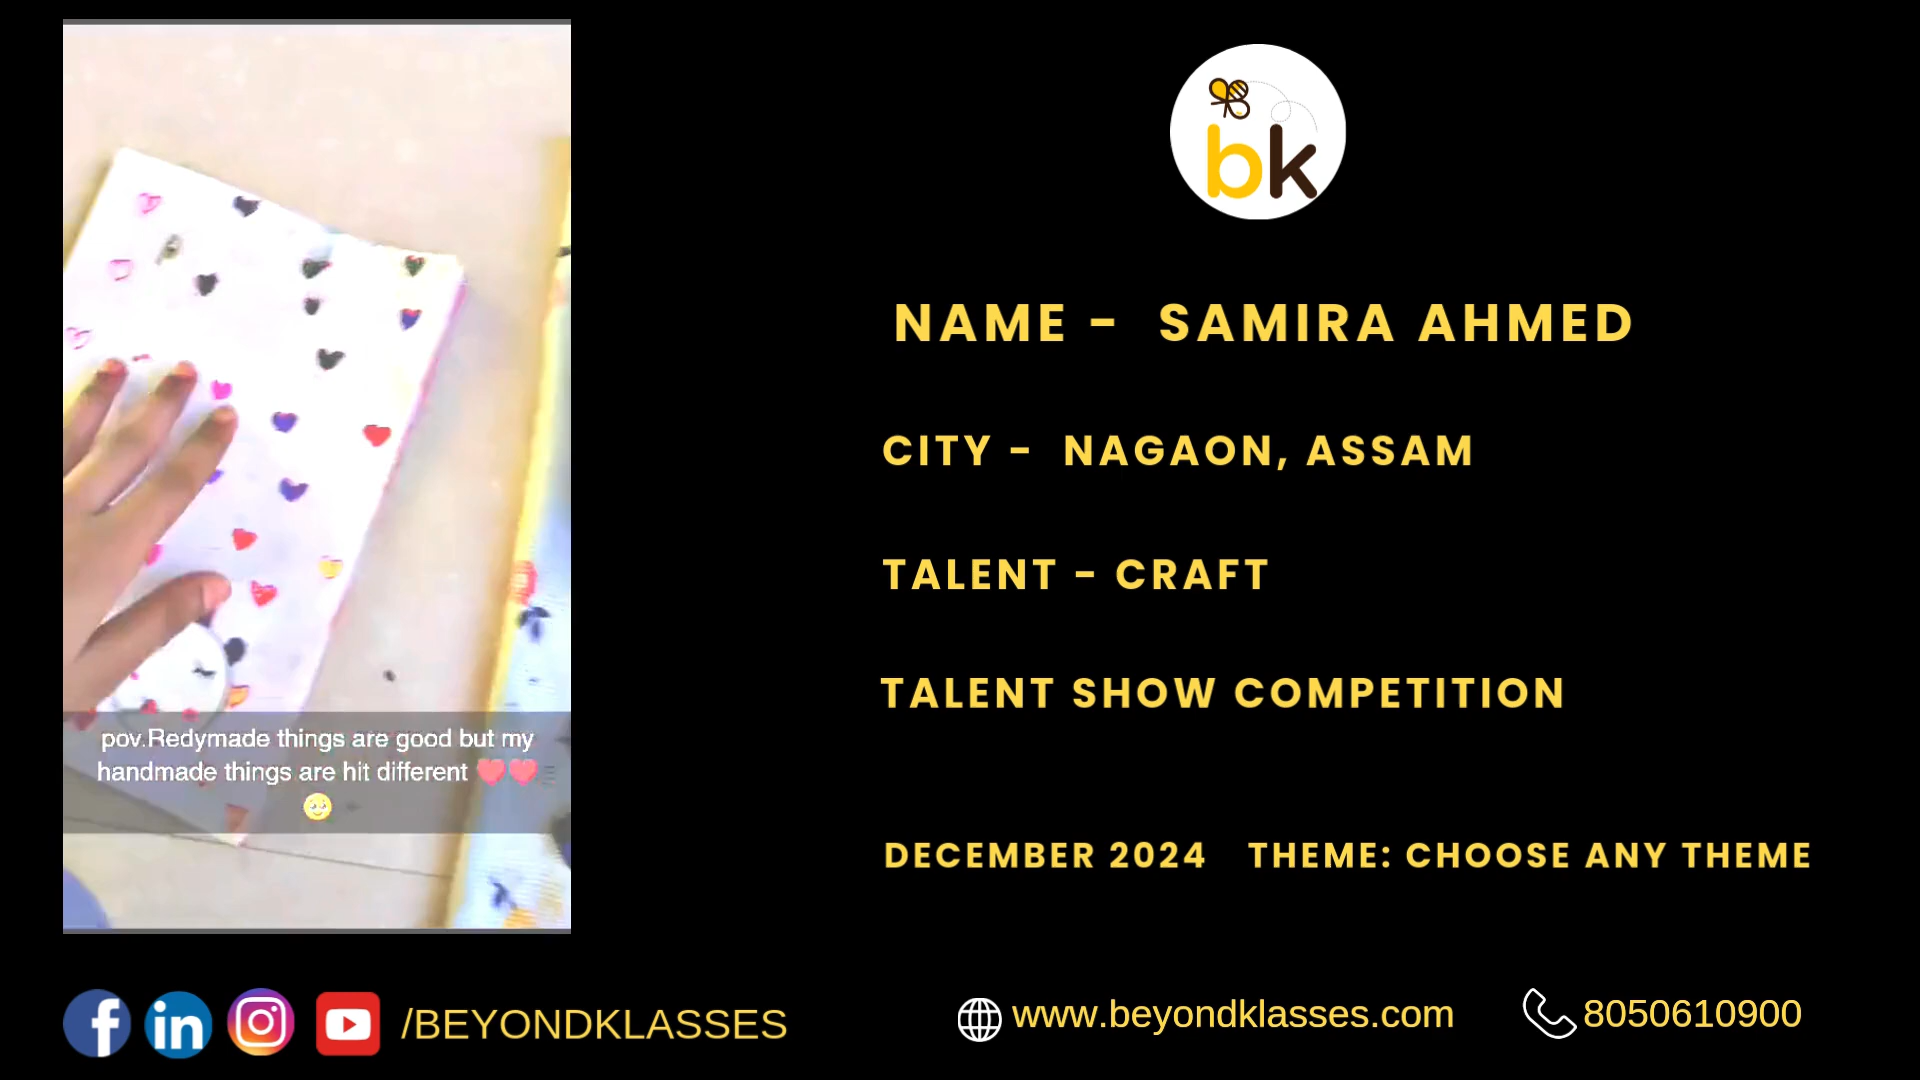 bk
NAME - SAMIRA AHMED
CITY - NAGAON, ASSAM
TALENT - CRAFT
TALENT SHOW COMPETITION
DECEMBER 2024 THEME: CHOOSE ANY THEME
pov.Redymade things are good but my
handmade things are hit different ❤️❤️
🥹
/BEYONDKLASSES
www.beyondklasses.com
8050610900